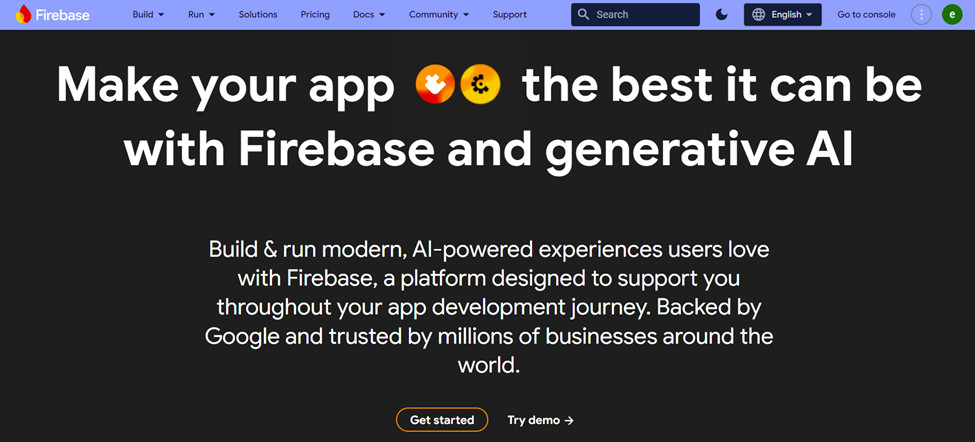 Firebase Build Run Solutions Pricing Docs Community Support Search English Go to console e
Make your app the best it can be
with Firebase and generative AI
Build & run modern, AI-powered experiences users love
with Firebase, a platform designed to support you
throughout your app development journey. Backed by
Google and trusted by millions of businesses around the
world.
Get started Try demo →